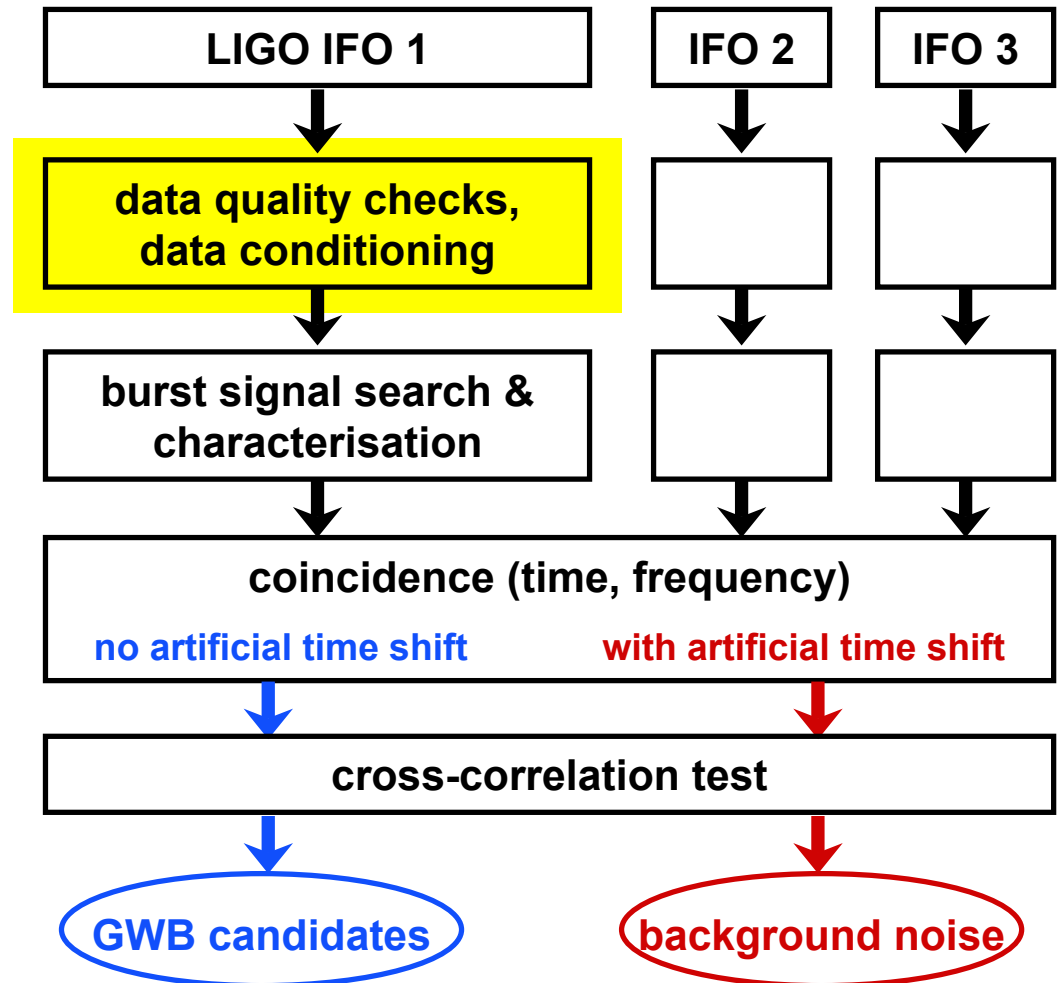 LIGO IFO 1
IFO 2
IFO 3
data quality checks,
data conditioning
burst signal search &
characterisation
coincidence (time, frequency)
no artificial time shift
with artificial time shift
cross-correlation test
GWB candidates
background noise